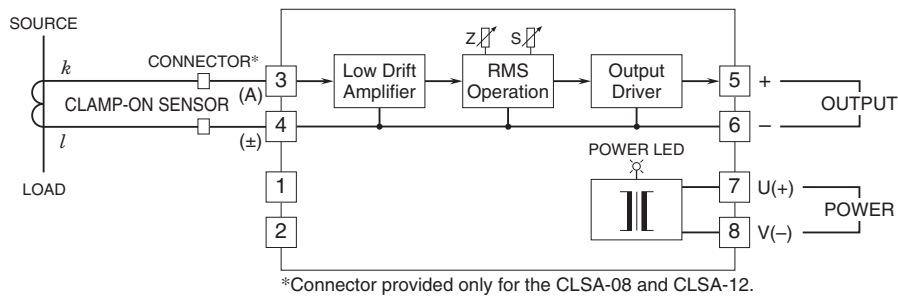 SOURCE
k
CONNECTOR*
3
(A)
CLAMP-ON SENSOR
l
4
(±)
LOAD
1
2
Z
S
Low Drift
Amplifier
RMS
Operation
Output
Driver
5
+
OUTPUT
6
–
POWER LED
7
U(+)
POWER
8
V(–)
*Connector provided only for the CLSA-08 and CLSA-12.